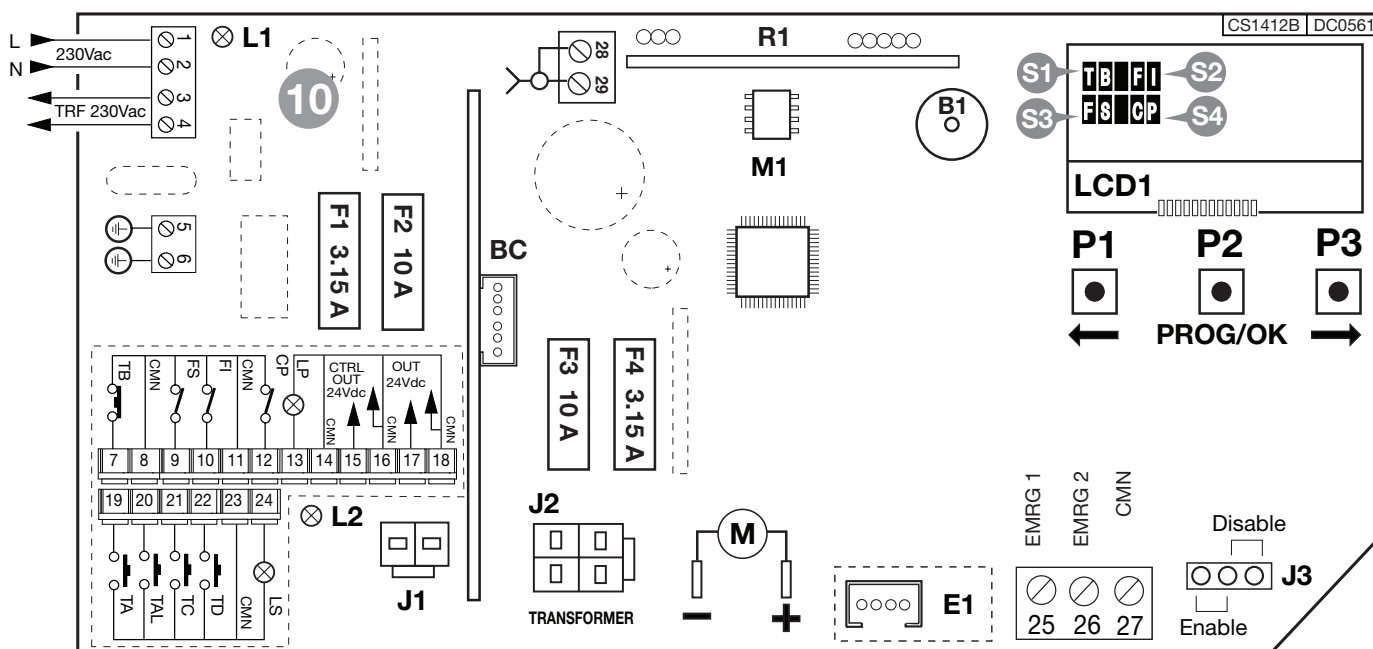 CS1412B DC0561
L 230Vac
N
TRF 230Vac
1
2
3
4
L1
10
28
29
R1
B1
M1
S1 TB FI S2
S3 FS CP S4
LCD1
P1 P2 P3
PROG/OK
5
6
F1 3.15 A
F2 10 A
BC
F3 10 A
F4 3.15 A
TB CMN FS FI CMN CP LP CTRL OUT 24Vdc CMN CMN OUT 24Vdc CMN
7 8 9 10 11 12 13 14 15 16 17 18
19 20 21 22 23 24
TA TAL TC TD CMN LS
L2
J1
J2
TRANSFORMER
M
− +
E1
EMRG 1 EMRG 2 CMN
25 26 27
Disable
J3
Enable